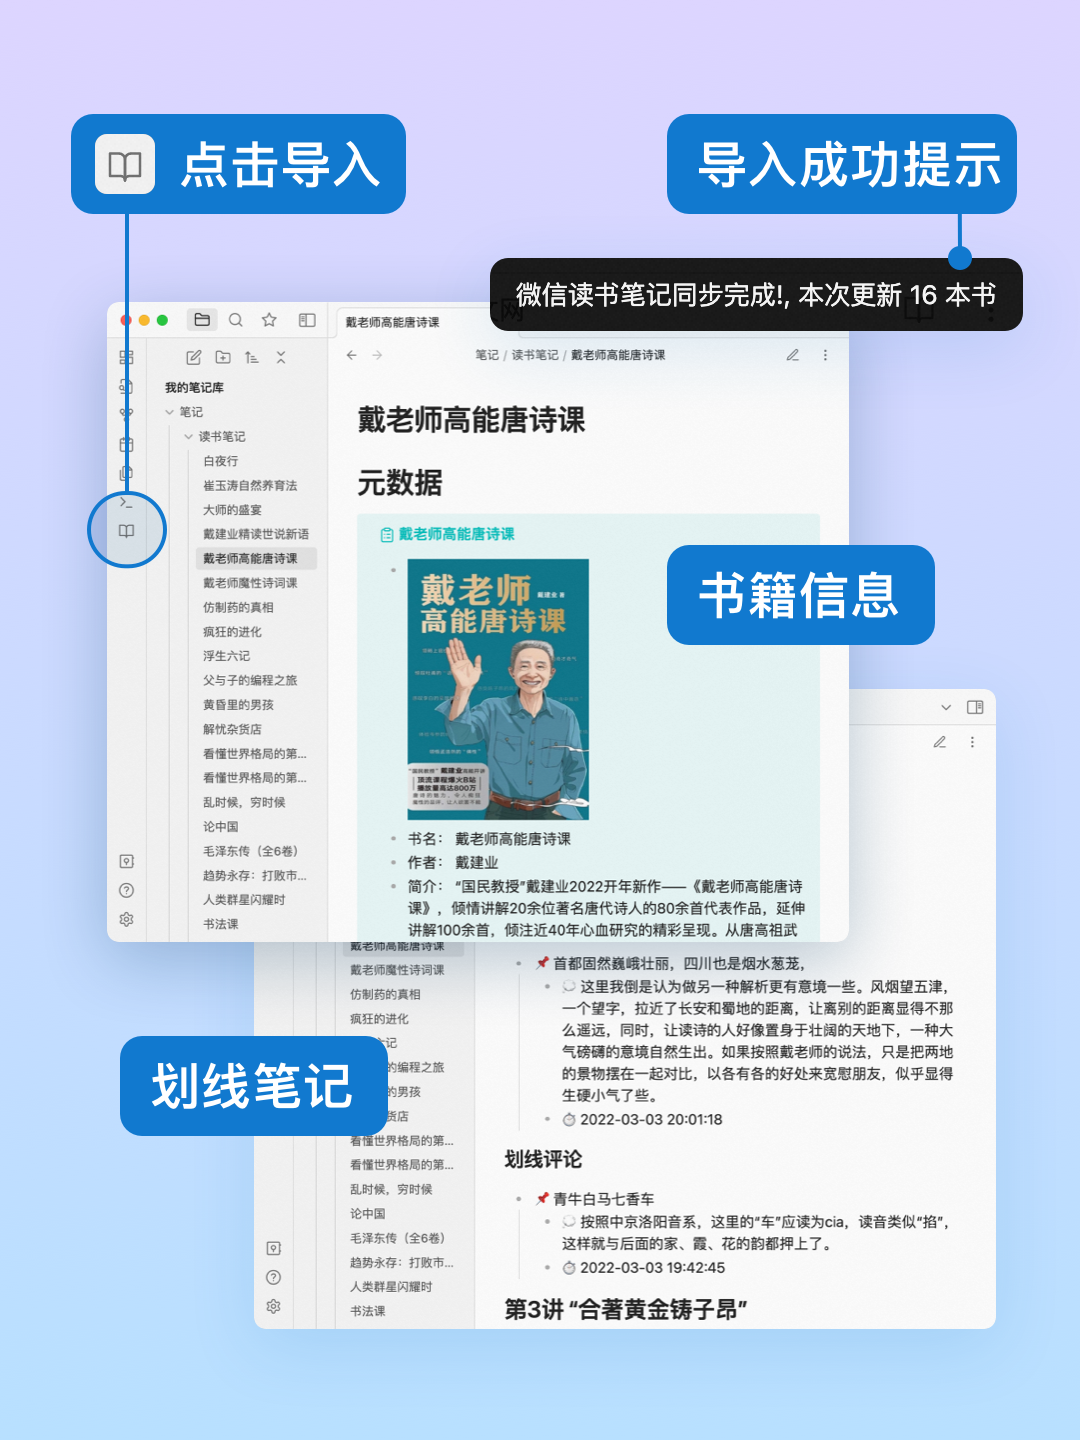 点击导入
导入成功提示
微信读书笔记同步完成!, 本次更新 16 本书
戴老师高能唐诗课
笔记 / 读书笔记 / 戴老师高能唐诗课
我的笔记库
笔记
读书笔记
白夜行
崔玉涛自然养育法
大师的盛宴
戴建业精读世说新语
戴老师高能唐诗课
戴老师魔性诗词课
仿制药的真相
疯狂的进化
浮生六记
父与子的编程之旅
黄昏里的男孩
解忧杂货店
看懂世界格局的第...
看懂世界格局的第...
乱时候，穷时候
论中国
毛泽东传（全6卷）
趋势永存：打败市...
人类群星闪耀时
书法课
戴老师高能唐诗课
元数据
戴老师高能唐诗课
戴老师
戴建业 著
高能唐诗课
“国民教授”戴建业高能开讲
顶流课程爆火B站
播放量高达800万
书籍信息
书名： 戴老师高能唐诗课
作者： 戴建业
简介： “国民教授”戴建业2022开年新作——《戴老师高能唐诗
课》，倾情讲解20余位著名唐代诗人的80余首代表作品，延伸
讲解100余首，倾注近40年心血研究的精彩呈现。从唐高祖武
划线笔记
戴老师高能唐诗课
戴老师魔性诗词课
仿制药的真相
疯狂的进化
记
的编程之旅
的男孩
货店
看懂世界格局的第...
看懂世界格局的第...
乱时候，穷时候
论中国
毛泽东传（全6卷）
趋势永存：打败市...
人类群星闪耀时
书法课
首都固然巍峨壮丽，四川也是烟水葱茏，
这里我倒是认为做另一种解析更有意境一些。风烟望五津，
一个望字，拉近了长安和蜀地的距离，让离别的距离显得不那
么遥远，同时，让读诗的人好像置身于壮阔的天地下，一种大
气磅礴的意境自然生出。如果按照戴老师的说法，只是把两地
的景物摆在一起对比，以各有各的好处来宽慰朋友，似乎显得
生硬小气了些。
2022-03-03 20:01:18
划线评论
青牛白马七香车
按照中京洛阳音系，这里的“车”应读为cia，读音类似“掐”，
这样就与后面的家、霞、花的韵都押上了。
2022-03-03 19:42:45
第3讲 “合著黄金铸子昂”